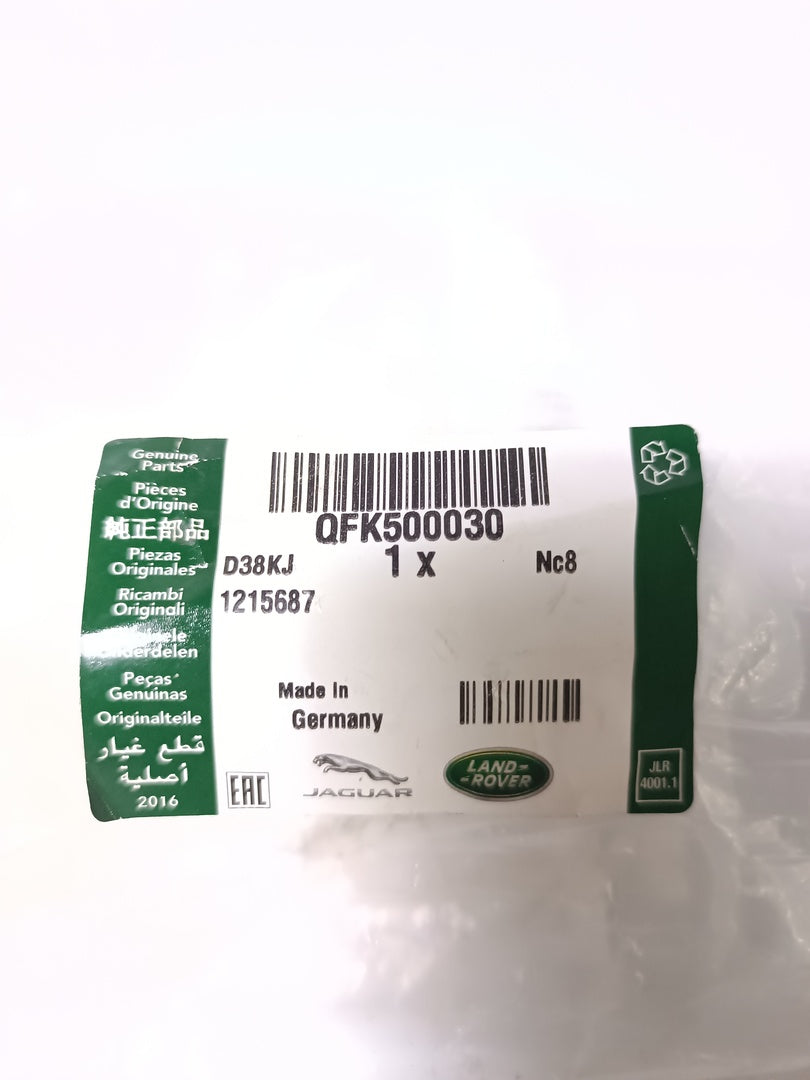 Genuine
Parts
Pièces
d'Origine
純正部品
Piezas
Originales
Ricambi
Originali
Peças
Genuínas
Originalteile
قطع غيار
أصلية
2016
QFK500030
D38KJ 1 x Nc8
1215687
Made In
Germany
EAC
JAGUAR
LAND-
-ROVER
JLR
4001.1